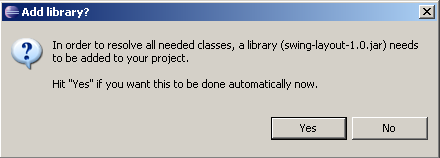 Add library?
In order to resolve all needed classes, a library (swing-layout-1.0.jar) needs
to be added to your project.
Hit "Yes" if you want this to be done automatically now.
Yes
No